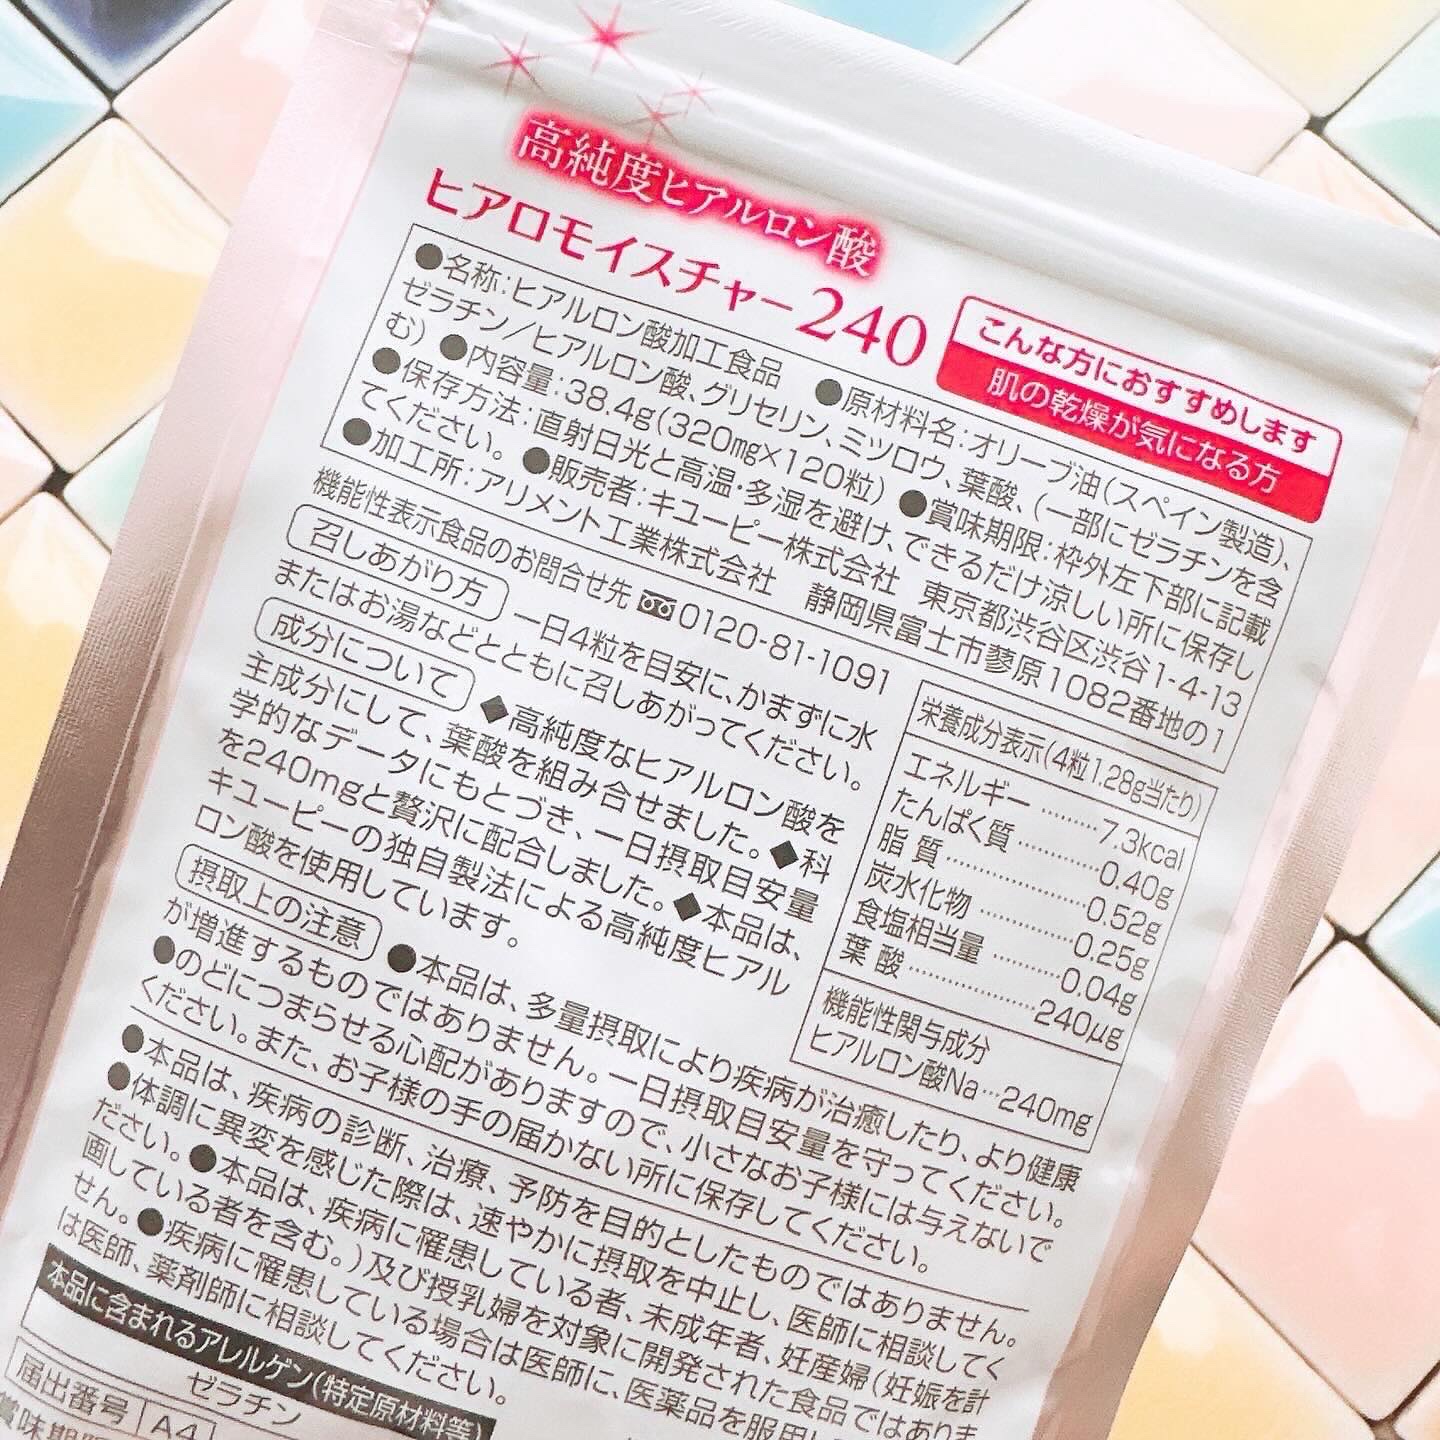 高純度ヒアルロン酸
ヒアロモイスチャー240
こんな方におすすめします
肌の乾燥が気になる方
●名称:ヒアルロン酸加工食品 ●原材料名:オリーブ油(スペイン製造)、
ゼラチン/ヒアルロン酸、グリセリン、ミツロウ、葉酸、(一部にゼラチンを含
む) ●内容量:38.4g(320mg×120粒) ●賞味期限:枠外左下部に記載
●保存方法:直射日光と高温・多湿を避け、できるだけ涼しい所に保存し
てください。 ●販売者:キユーピー株式会社 東京都渋谷区渋谷1-4-13
●加工所:アリメント工業株式会社 静岡県富士市蓼原1082番地の1
機能性表示食品のお問合せ先 0120-81-1091
召しあがり方 一日4粒を目安に、かまずに水
またはお湯などとともに召しあがってください。
成分について ◆高純度なヒアルロン酸を
主成分にして、葉酸を組み合せました。◆科
学的なデータにもとづき、一日摂取目安量
を240mgと贅沢に配合しました。◆本品は、
キユーピーの独自製法による高純度ヒアル
ロン酸を使用しています。
栄養成分表示(4粒1.28g当たり)
エネルギー………7.3kcal
たんぱく質…………0.40g
脂質…………………0.52g
炭水化物……………0.25g
食塩相当量…………0.04g
葉酸…………………240μg
機能性関与成分
ヒアルロン酸Na…240mg
摂取上の注意 ●本品は、多量摂取により疾病が治癒したり、より健康
が増進するものではありません。一日摂取目安量を守ってください。
●のどにつまらせる心配がありますので、小さなお子様には与えないで
ください。また、お子様の手の届かない所に保存してください。
●本品は、疾病の診断、治療、予防を目的としたものではありません。
●体調に異変を感じた際は、速やかに摂取を中止し、医師に相談してく
ださい。●本品は、疾病に罹患している者、未成年者、妊産婦(妊娠を計
画している者を含む。)及び授乳婦を対象に開発された食品ではありま
せん。●疾病に罹患している場合は医師に、医薬品を服用し
は医師、薬剤師に相談してください。
本品に含まれるアレルゲン(特定原材料等)
ゼラチン
届出番号 A4
賞味期限